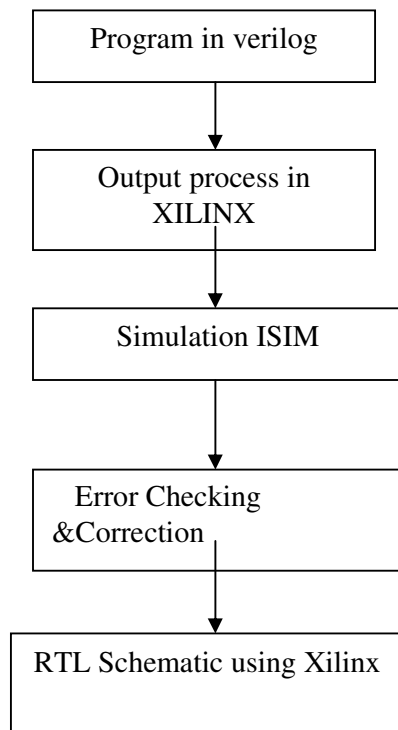 Program in verilog
Output process in
XILINX
Simulation ISIM
Error Checking
&Correction
RTL Schematic using Xilinx